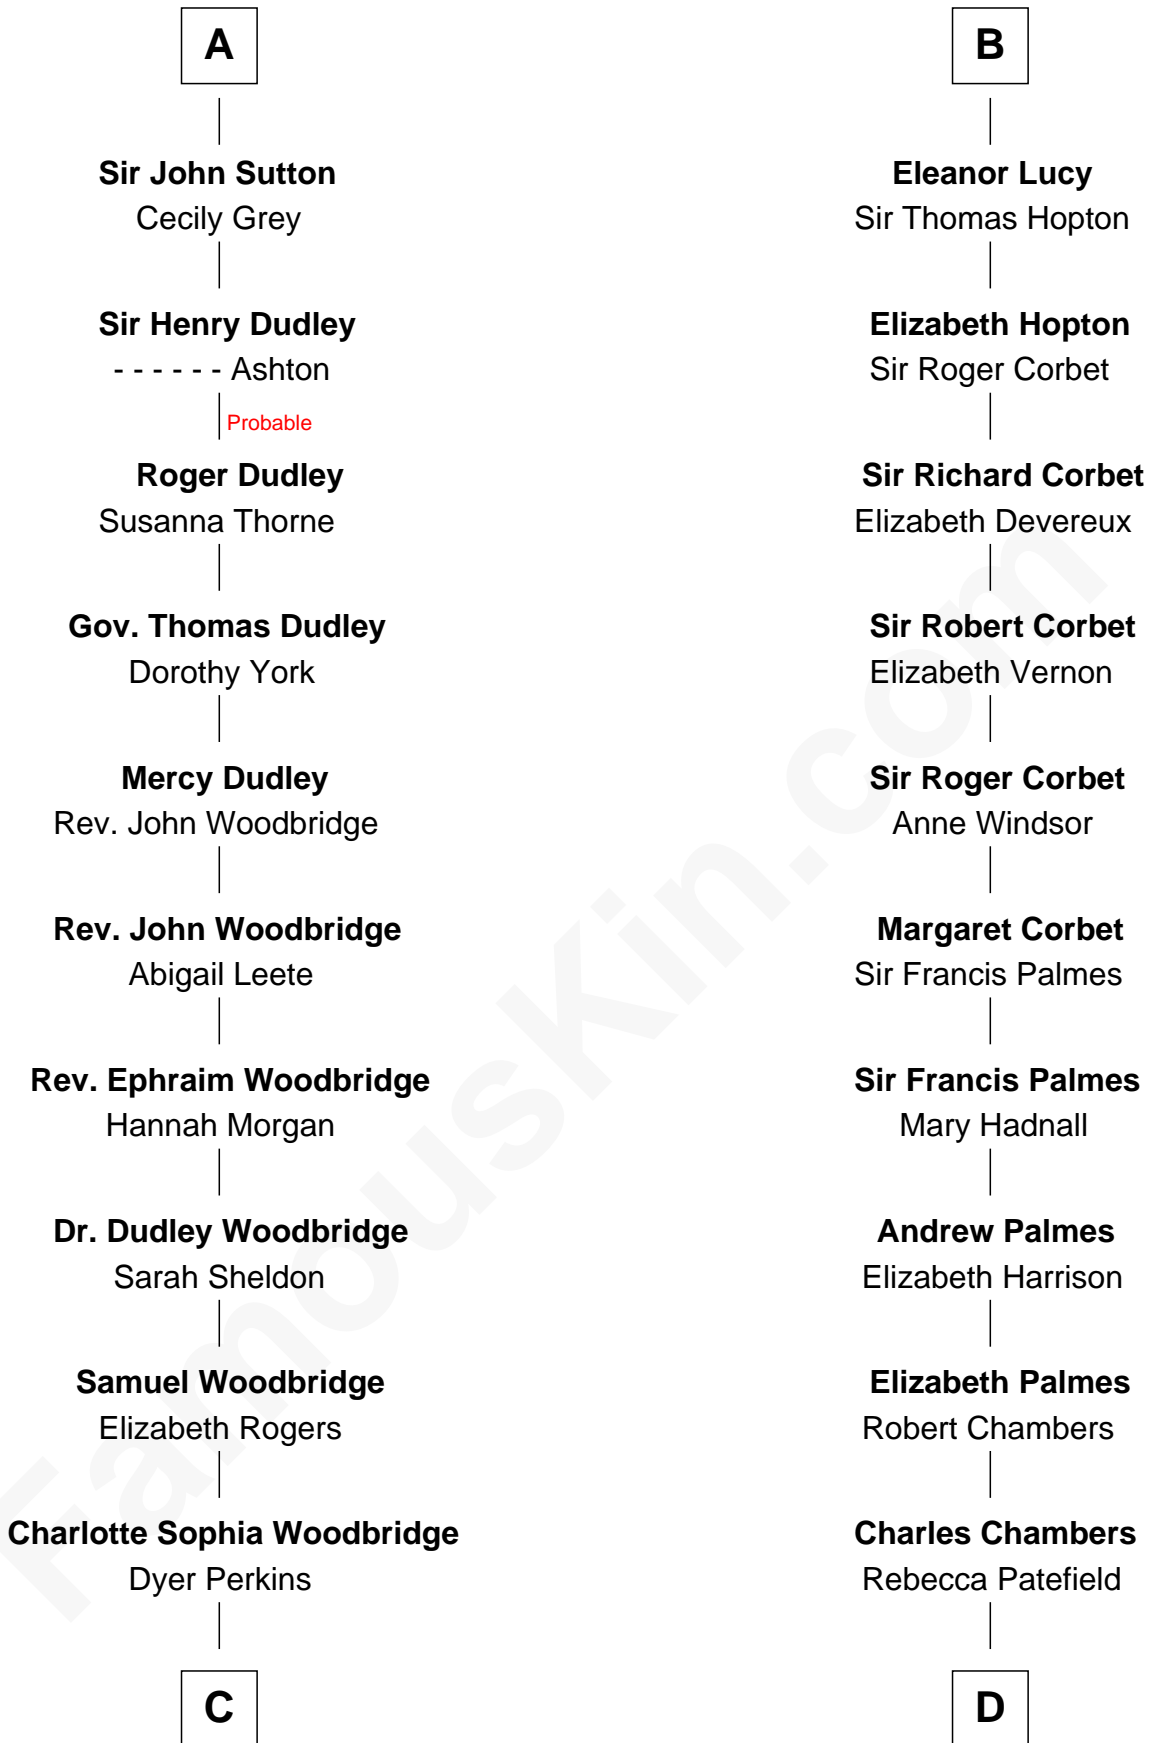 A
Sir John Sutton
Cecily Grey
Sir Henry Dudley
- - - - - - Ashton
Probable
Roger Dudley
Susanna Thorne
Gov. Thomas Dudley
Dorothy York
Mercy Dudley
Rev. John Woodbridge
Rev. John Woodbridge
Abigail Leete
Rev. Ephraim Woodbridge
Hannah Morgan
Dr. Dudley Woodbridge
Sarah Sheldon
Samuel Woodbridge
Elizabeth Rogers
Charlotte Sophia Woodbridge
Dyer Perkins
C
B
Eleanor Lucy
Sir Thomas Hopton
Elizabeth Hopton
Sir Roger Corbet
Sir Richard Corbet
Elizabeth Devereux
Sir Robert Corbet
Elizabeth Vernon
Sir Roger Corbet
Anne Windsor
Margaret Corbet
Sir Francis Palmes
Sir Francis Palmes
Mary Hadnall
Andrew Palmes
Elizabeth Harrison
Elizabeth Palmes
Robert Chambers
Charles Chambers
Rebecca Patefield
D
FamousKin.com